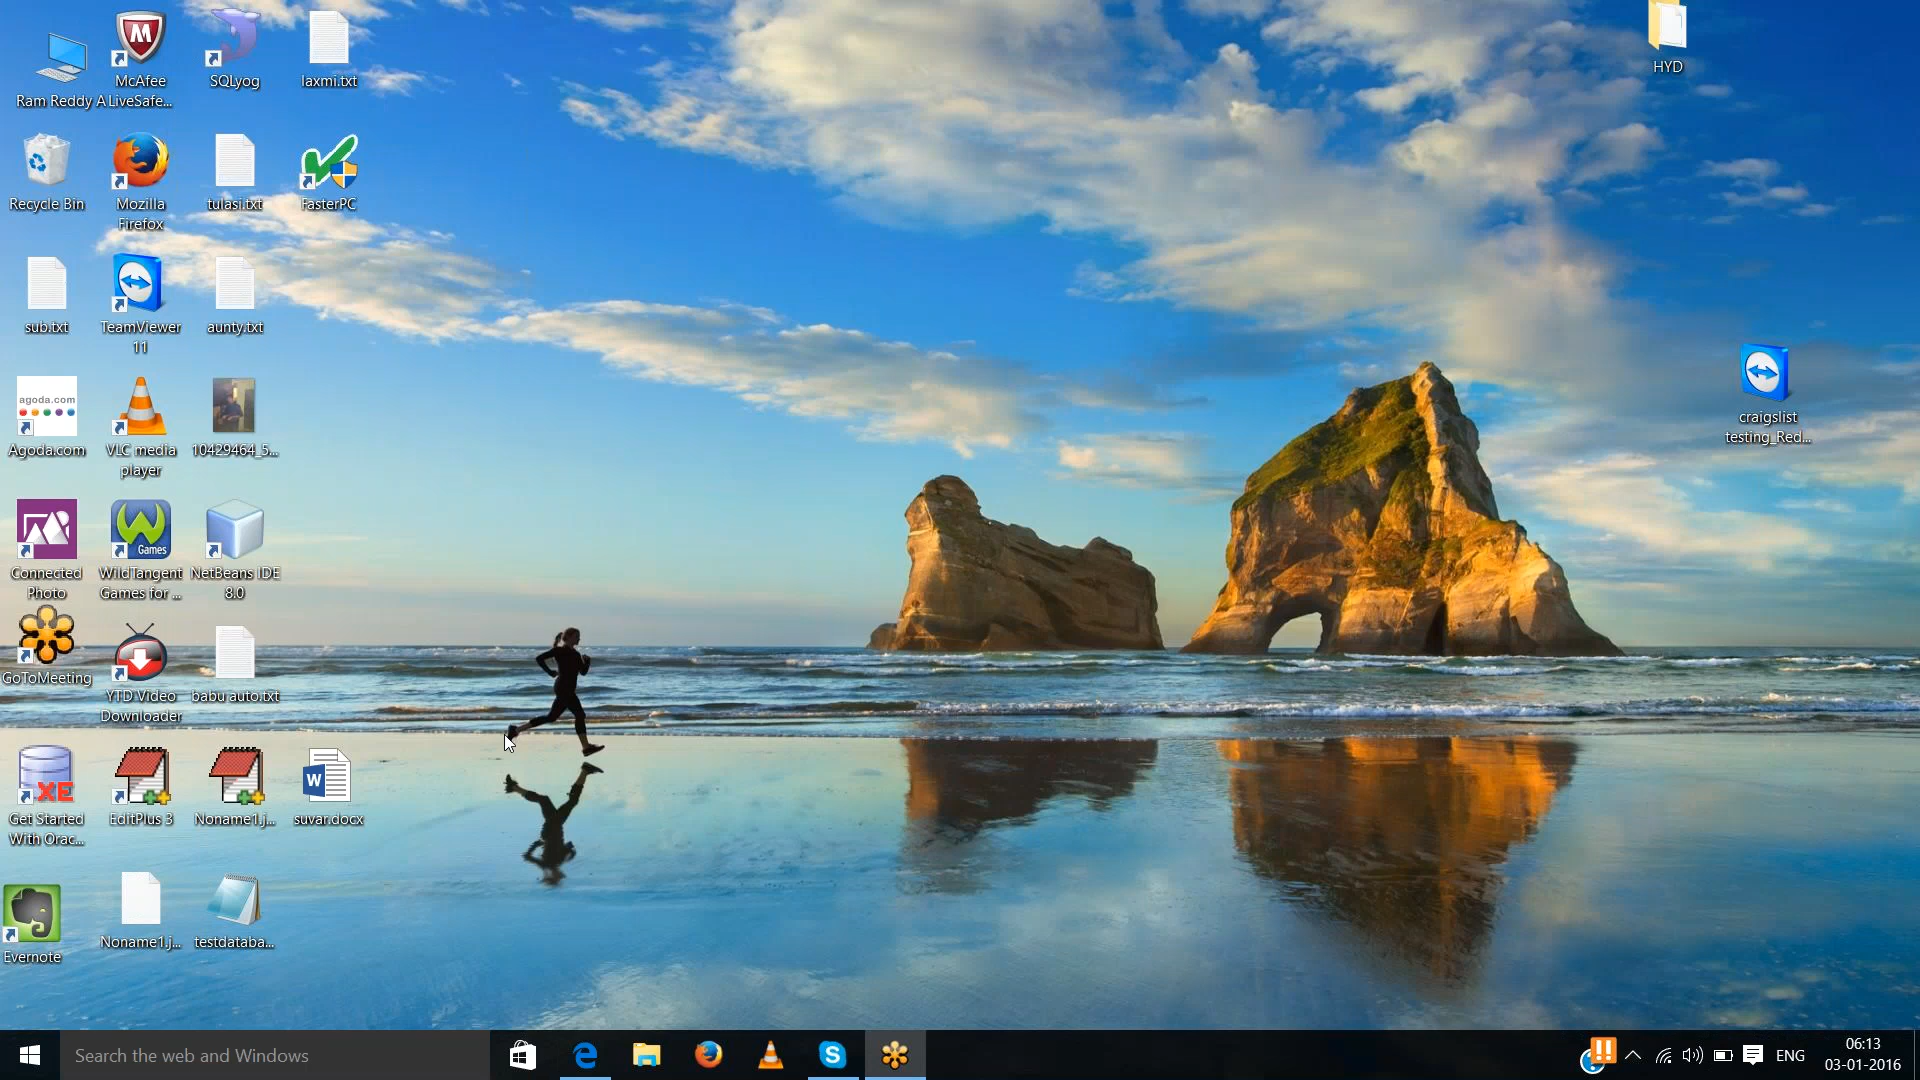 McAfee
LiveSafe...
Ram Reddy A
SQLyog
laxmi.txt
HYD
Recycle Bin
Mozilla
Firefox
tulasi.txt
FasterPC
sub.txt
TeamViewer
11
aunty.txt
craigslist
testing_Red...
agoda.com
Agoda.com
VLC media
player
10429464_5...
Games
Connected
Photo
WildTangent
Games for ...
NetBeans IDE
8.0
GoToMeeting
YTD Video
Downloader
babu auto.txt
XE
W
Get Started
With Orac...
EditPlus 3
Noname1.j...
suvar.docx
Evernote
Noname1.j...
testdataba...
Search the web and Windows
ENG
06:13
03-01-2016